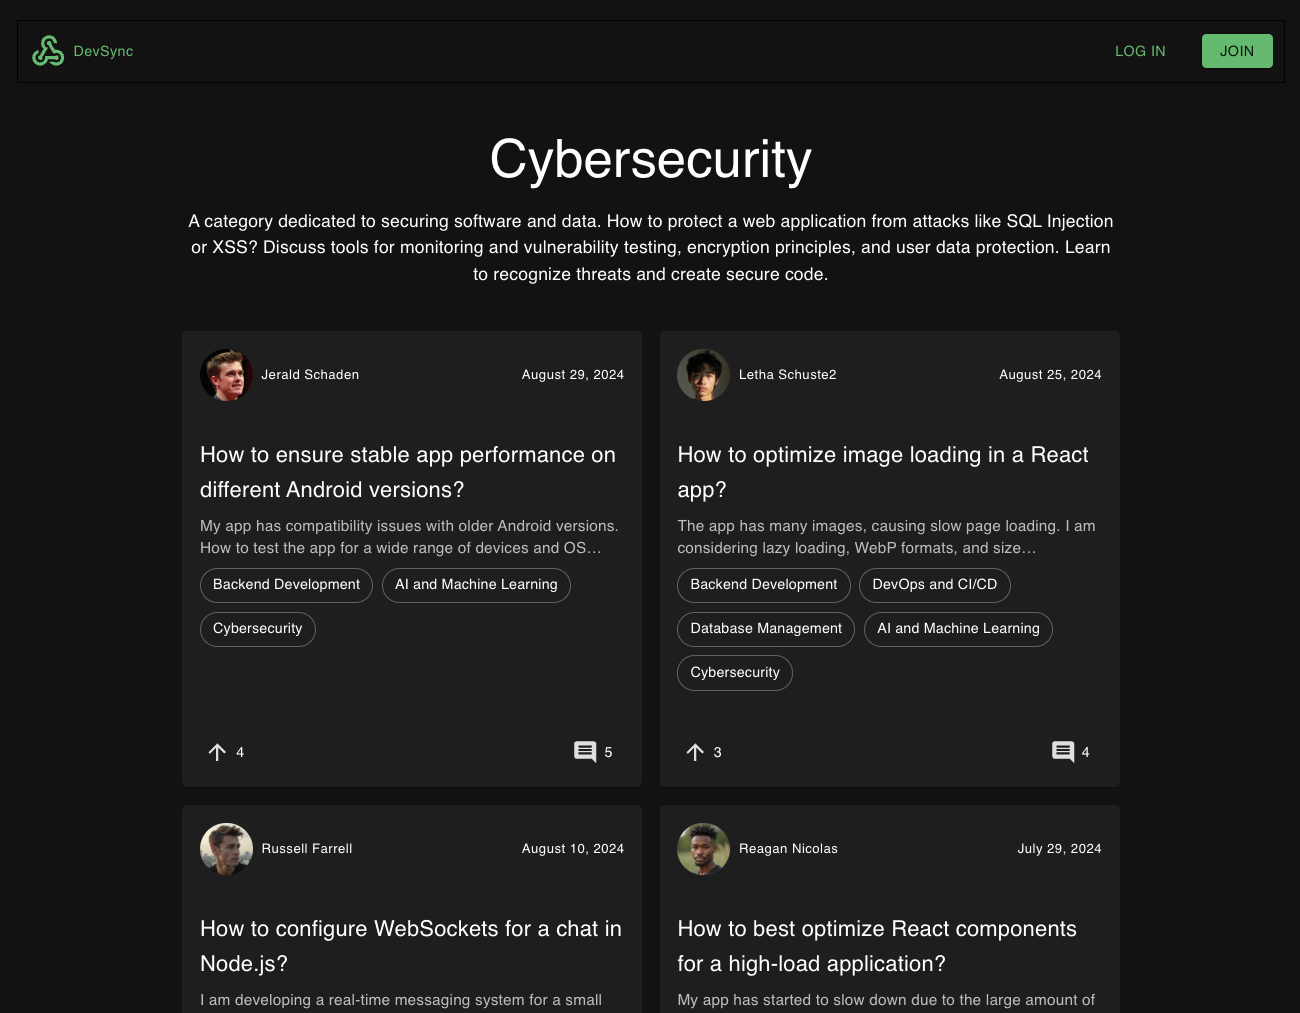 DevSync
LOG IN
JOIN
Cybersecurity
A category dedicated to securing software and data. How to protect a web application from attacks like SQL Injection
or XSS? Discuss tools for monitoring and vulnerability testing, encryption principles, and user data protection. Learn
to recognize threats and create secure code.
Jerald Schaden
August 29, 2024
How to ensure stable app performance on
different Android versions?
My app has compatibility issues with older Android versions.
How to test the app for a wide range of devices and OS…
Backend Development
AI and Machine Learning
Cybersecurity
4
5
Letha Schuste2
August 25, 2024
How to optimize image loading in a React
app?
The app has many images, causing slow page loading. I am
considering lazy loading, WebP formats, and size…
Backend Development
DevOps and CI/CD
Database Management
AI and Machine Learning
Cybersecurity
3
4
Russell Farrell
August 10, 2024
How to configure WebSockets for a chat in
Node.js?
I am developing a real-time messaging system for a small
Reagan Nicolas
July 29, 2024
How to best optimize React components
for a high-load application?
My app has started to slow down due to the large amount of